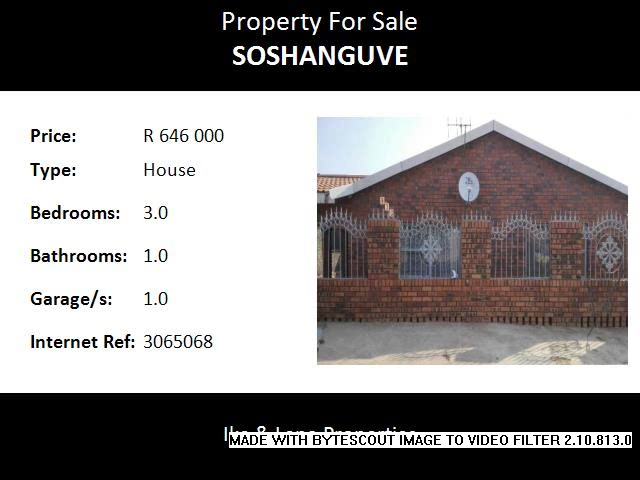 Property For Sale
SOSHANGUVE
Price: R 646 000
Type: House
Bedrooms: 3.0
Bathrooms: 1.0
Garage/s: 1.0
Internet Ref: 3065068
MADE WITH BYTESCOUT IMAGE TO VIDEO FILTER 2.10.813.0